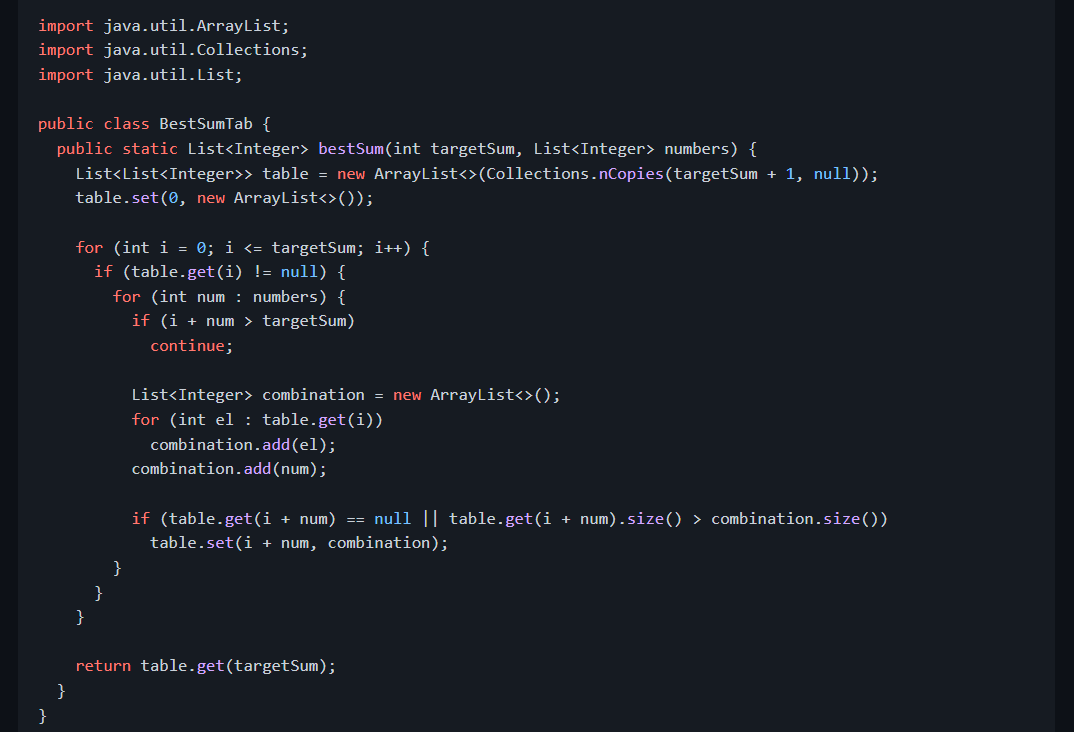 import java.util.ArrayList;
import java.util.Collections;
import java.util.List;

public class BestSumTab {
  public static List<Integer> bestSum(int targetSum, List<Integer> numbers) {
    List<List<Integer>> table = new ArrayList<>(Collections.nCopies(targetSum + 1, null));
    table.set(0, new ArrayList<>());

    for (int i = 0; i <= targetSum; i++) {
      if (table.get(i) != null) {
        for (int num : numbers) {
          if (i + num > targetSum)
            continue;

          List<Integer> combination = new ArrayList<>();
          for (int el : table.get(i))
            combination.add(el);
          combination.add(num);

          if (table.get(i + num) == null || table.get(i + num).size() > combination.size())
            table.set(i + num, combination);
        }
      }
    }

    return table.get(targetSum);
  }
}